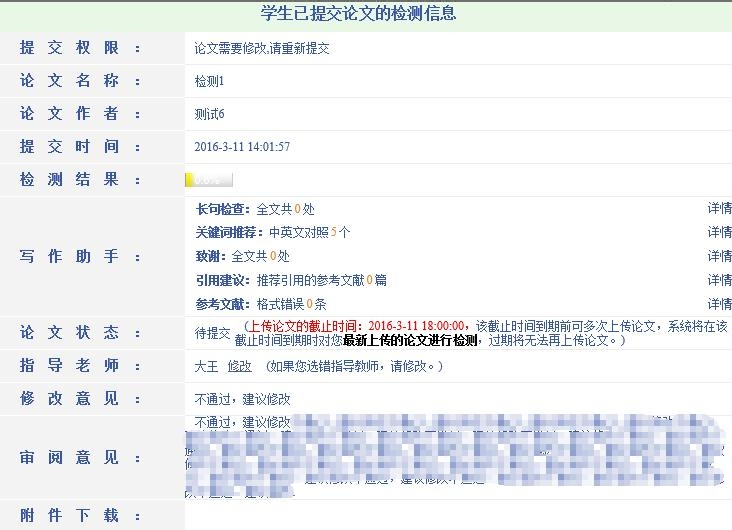 学生已提交论文的检测信息
提交权限： 论文需要修改,请重新提交
论文名称： 检测1
论文作者： 测试6
提交时间： 2016-3-11 14:01:57
检测结果：
长句检查：全文共0处 详情
关键词推荐：中英文对照5个 详情
写作助手： 致谢：全文共0处 详情
引用建议：推荐引用的参考文献0篇 详情
参考文献：格式错误0条 详情
论文状态： 待提交 （上传论文的截止时间：2016-3-11 18:00:00，该截止时间到期前可多次上传论文，系统将在该
截止时间到期时对您最新上传的论文进行检测，过期将无法再上传论文。）
指导老师： 大王 修改 （如果您选错指导教师，请修改。）
修改意见： 不通过，建议修改
不通过，建议修改
审阅意见：
附件下载：